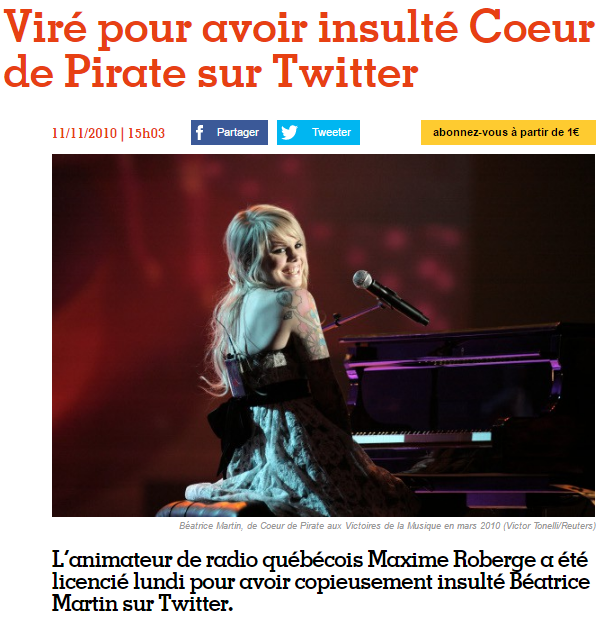 Viré pour avoir insulté Coeur
de Pirate sur Twitter
11/11/2010 | 15h03
Partager
Tweeter
abonnez-vous à partir de 1€
Béatrice Martin, de Coeur de Pirate aux Victoires de la Musique en mars 2010 (Victor Tonelli/Reuters)
L'animateur de radio québécois Maxime Roberge a été
licencié lundi pour avoir copieusement insulté Béatrice
Martin sur Twitter.